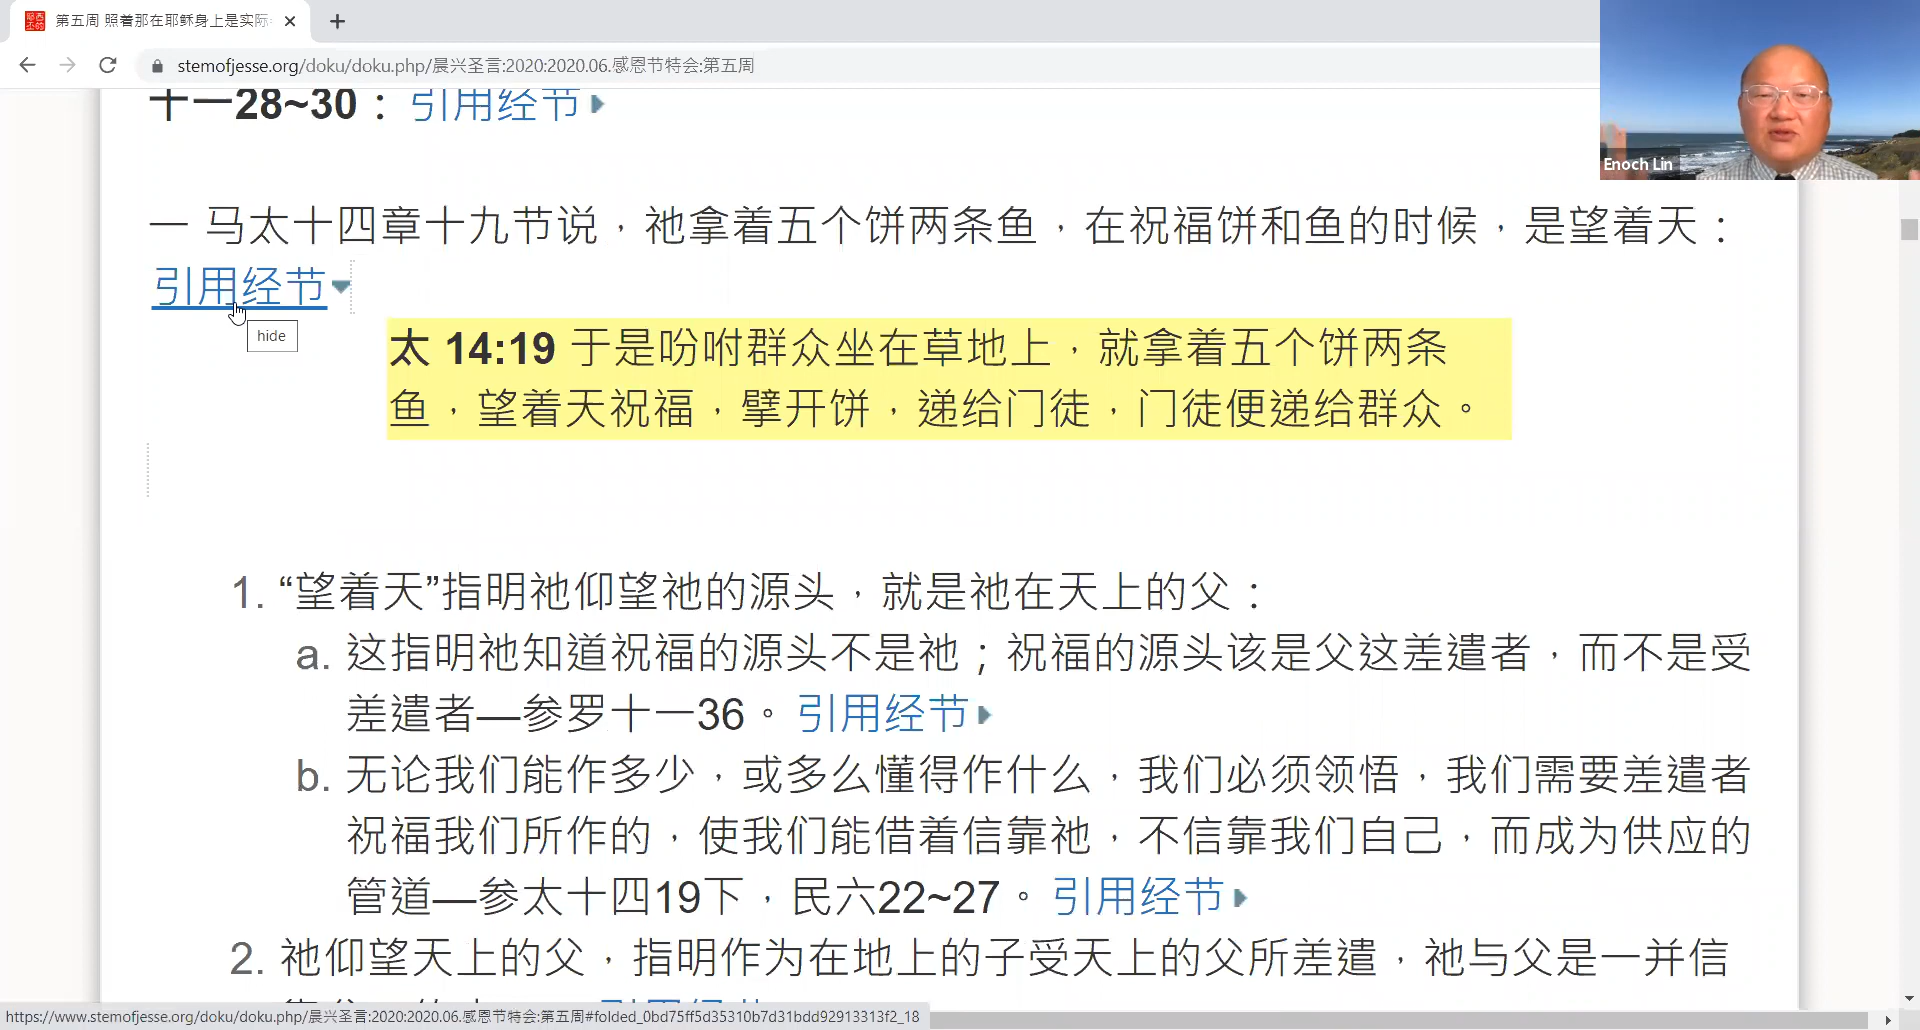 第五周 照着那在耶稣身上是实际
stemofjesse.org/doku/doku.php/晨兴圣言:2020:2020.06.感恩节特会:第五周
Enoch Lin
十一28~30： 引用经节
一 马太十四章十九节说，祂拿着五个饼两条鱼，在祝福饼和鱼的时候，是望着天：
引用经节
hide
太 14:19 于是吩咐群众坐在草地上，就拿着五个饼两条
鱼，望着天祝福，擘开饼，递给门徒，门徒便递给群众。
1. “望着天”指明祂仰望祂的源头，就是祂在天上的父：
a. 这指明祂知道祝福的源头不是祂；祝福的源头该是父这差遣者，而不是受
差遣者—参罗十一36。 引用经节
b. 无论我们能作多少，或多么懂得作什么，我们必须领悟，我们需要差遣者
祝福我们所作的，使我们能借着信靠祂，不信靠我们自己，而成为供应的
管道—参太十四19下，民六22~27。 引用经节
2. 祂仰望天上的父，指明作为在地上的子受天上的父所差遣，祂与父是一并信
https://www.stemofjesse.org/doku/doku.php/晨兴圣言:2020:2020.06.感恩节特会:第五周#folded_0bd75ff5d35310b7d31bdd92913313f2_18